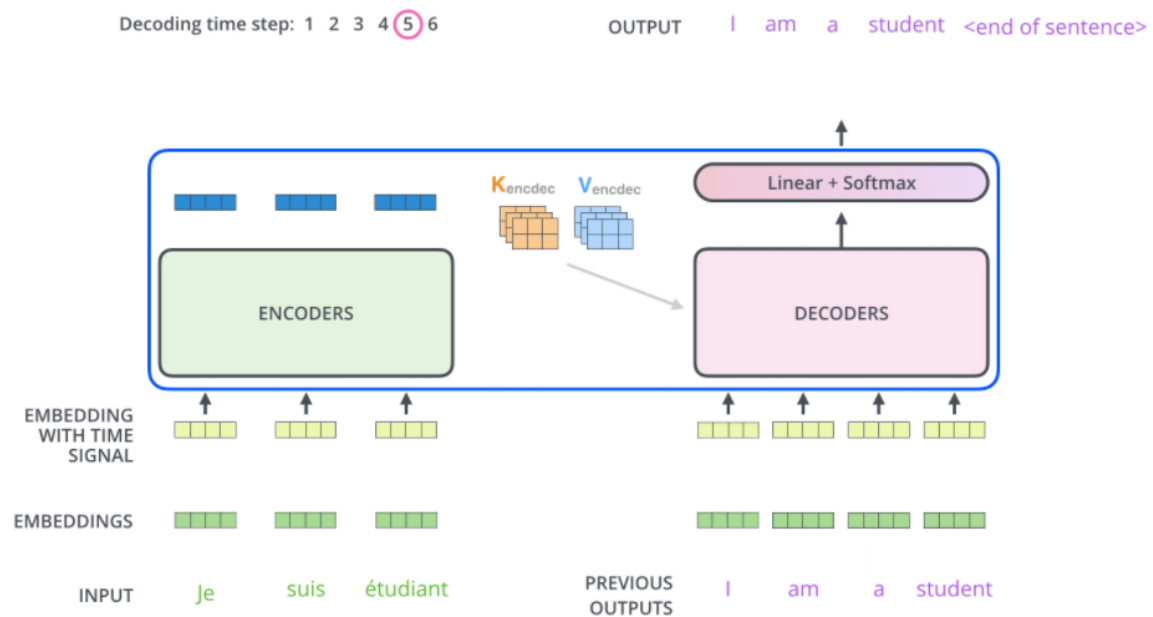 Decoding time step: 1 2 3 4 5 6
OUTPUT I am a student <end of sentence>
Kencdec Vencdec
Linear + Softmax
ENCODERS
DECODERS
EMBEDDING
WITH TIME
SIGNAL
EMBEDDINGS
INPUT Je suis étudiant
PREVIOUS
OUTPUTS
I am a student